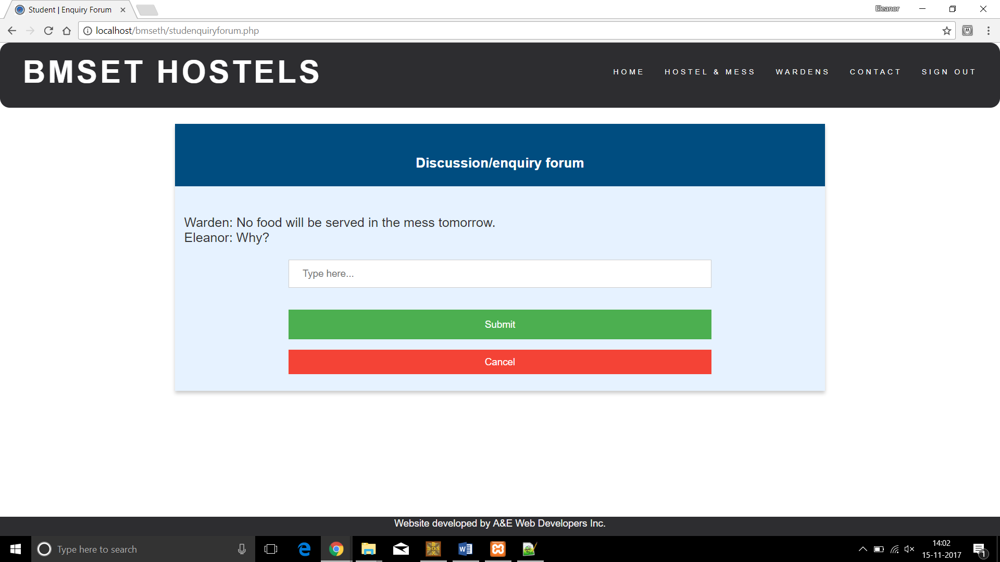 Student | Enquiry Forum
Eleanor
localhost/bmseth/studenquiryforum.php
BMSET HOSTELS
HOME HOSTEL & MESS WARDENS CONTACT SIGN OUT
Discussion/enquiry forum
Warden: No food will be served in the mess tomorrow.
Eleanor: Why?
Type here...
Submit
Cancel
Website developed by A&E Web Developers Inc.
Type here to search
14:02
15-11-2017
1